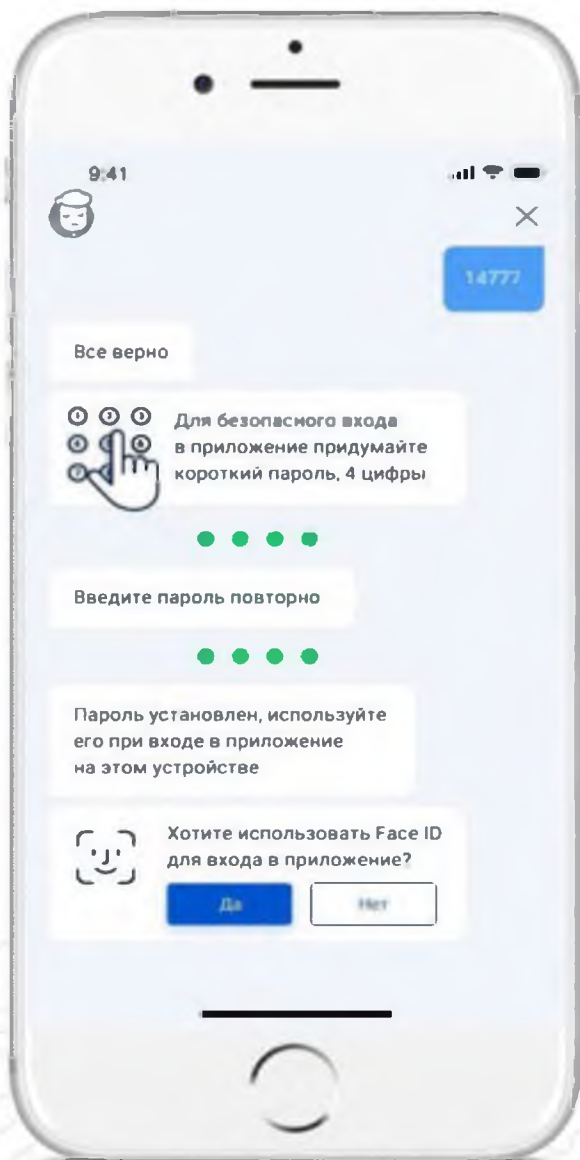 9:41
14777
Все верно
Для безопасного входа
в приложение придумайте
короткий пароль, 4 цифры
Введите пароль повторно
Пароль установлен, используйте
его при входе в приложение
на этом устройстве
Хотите использовать Face ID
для входа в приложение?
Да
Нет